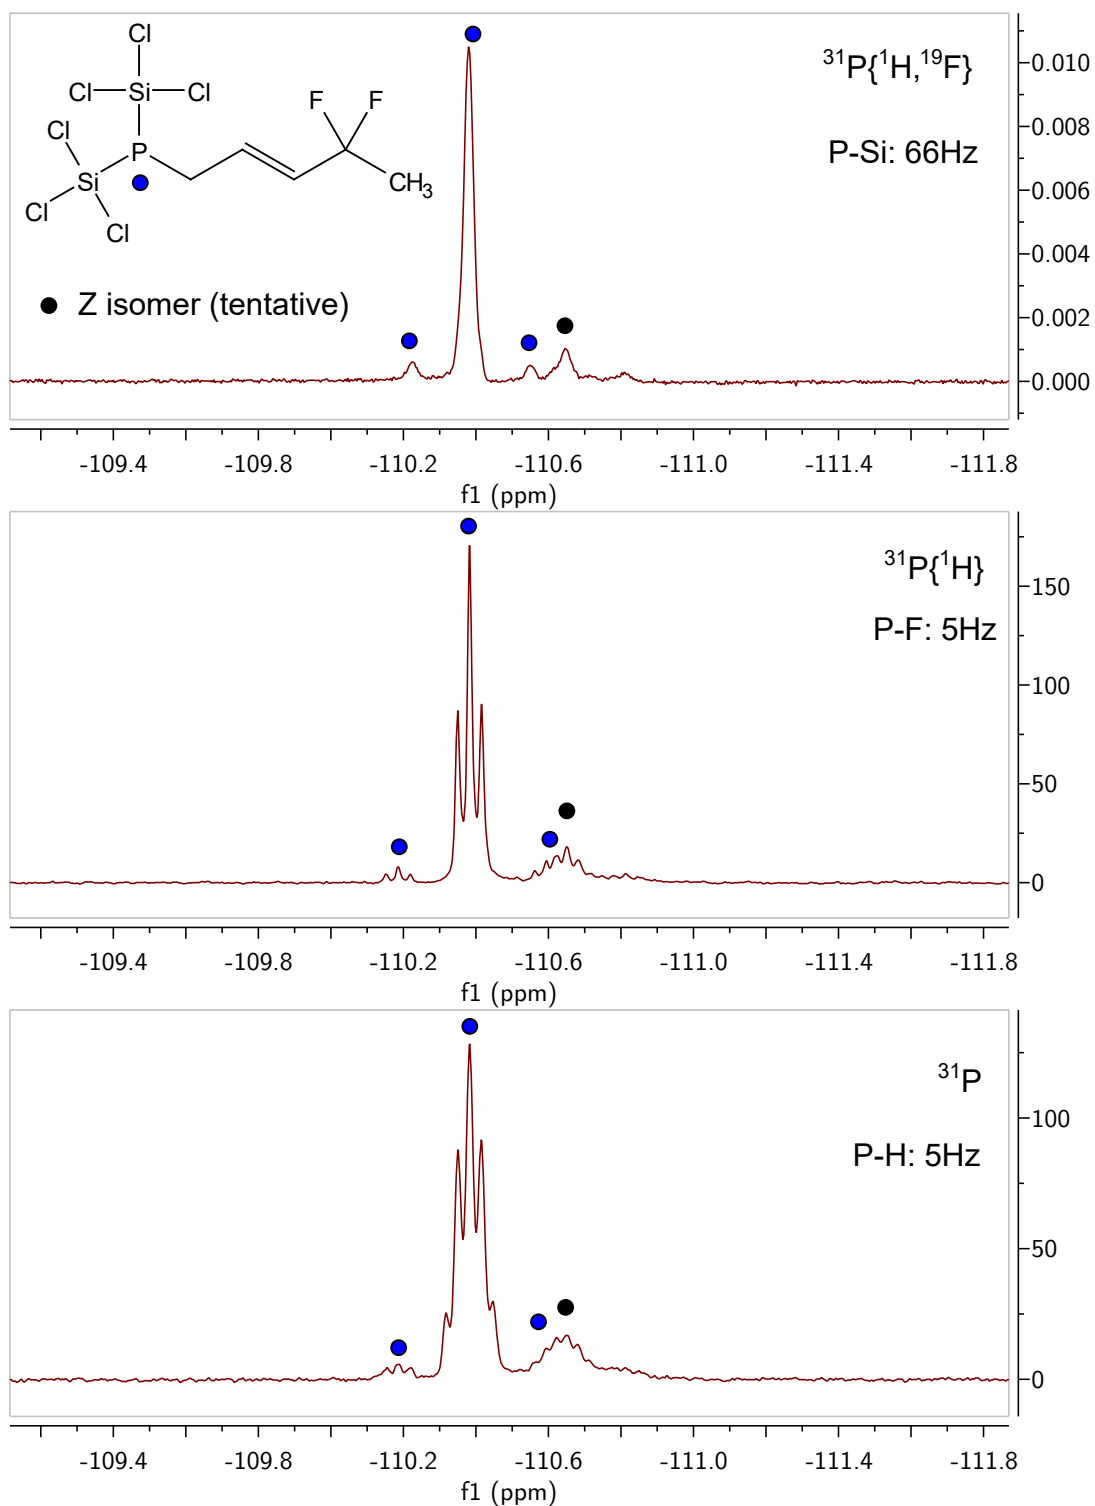 Cl
Cl Si Cl
Cl
F F
P
Si
CH₃
Cl
Cl
Z isomer (tentative)
³¹P{¹H,¹⁹F}
P-Si: 66Hz
0.010
0.008
0.006
0.004
0.002
0.000
-109.4 -109.8 -110.2 -110.6 -111.0 -111.4 -111.8
f1 (ppm)
³¹P{¹H}
P-F: 5Hz
150
100
50
0
-109.4 -109.8 -110.2 -110.6 -111.0 -111.4 -111.8
f1 (ppm)
³¹P
P-H: 5Hz
100
50
0
-109.4 -109.8 -110.2 -110.6 -111.0 -111.4 -111.8
f1 (ppm)